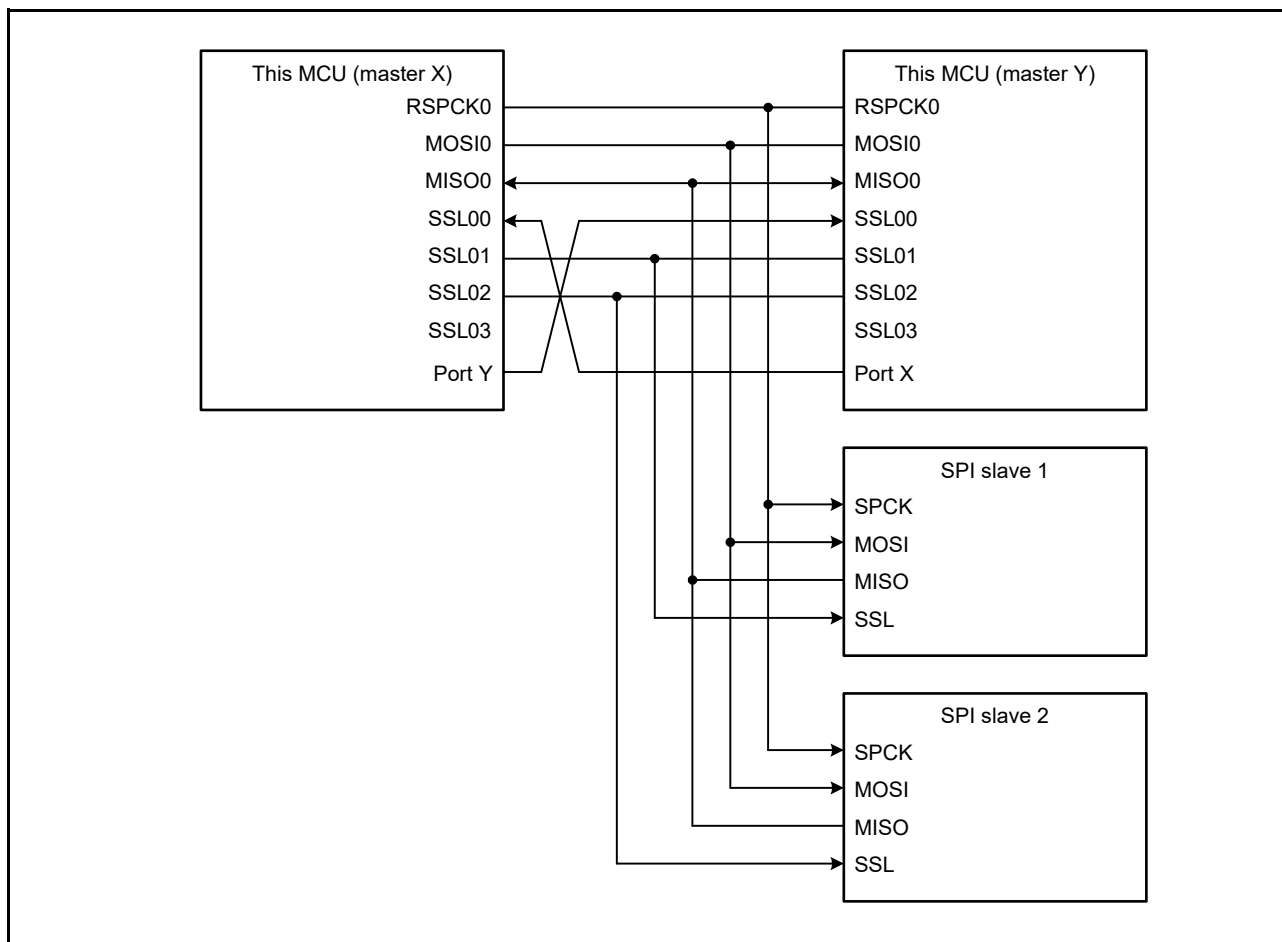 This MCU (master X)
RSPCK0
MOSI0
MISO0
SSL00
SSL01
SSL02
SSL03
Port Y
This MCU (master Y)
RSPCK0
MOSI0
MISO0
SSL00
SSL01
SSL02
SSL03
Port X
SPI slave 1
SPCK
MOSI
MISO
SSL
SPI slave 2
SPCK
MOSI
MISO
SSL